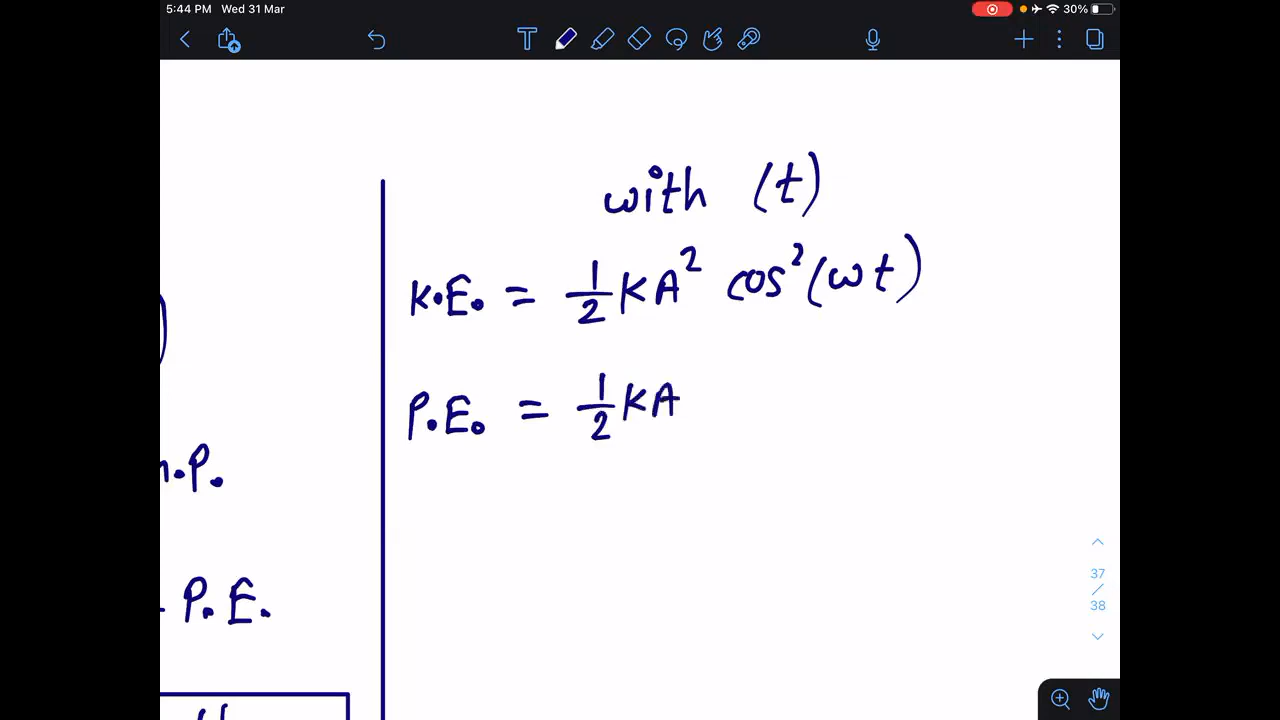 5:44 PM Wed 31 Mar
30%
T
with (t)
K.E. = 1/2 KA² cos²(ωt)
P.E. = 1/2 KA
.P.
P.E.
37
/
38